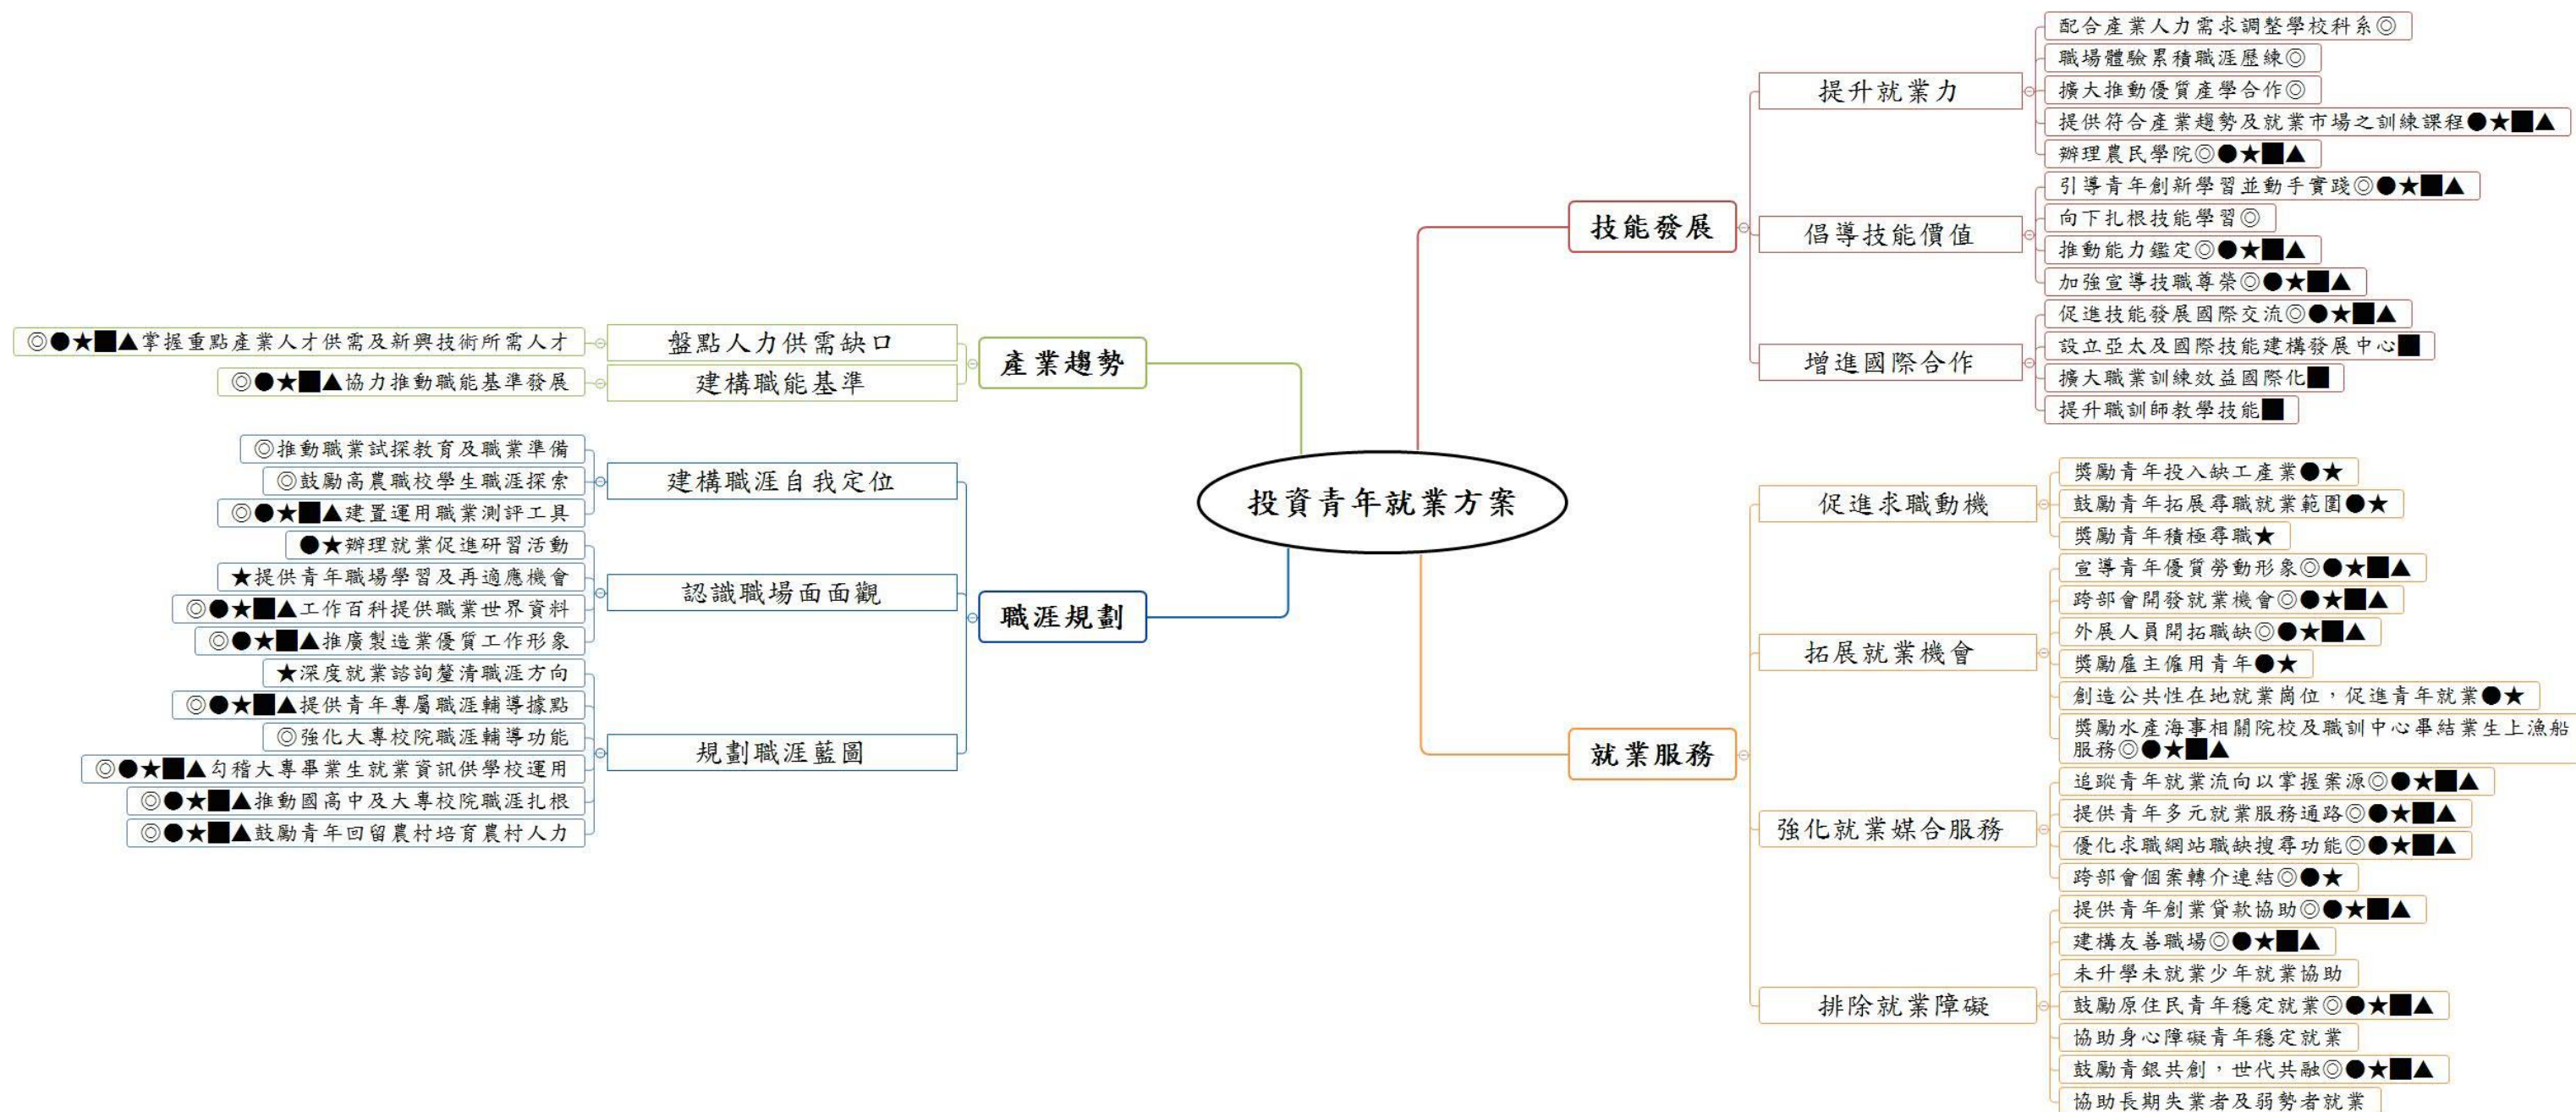 投資青年就業方案
產業趨勢
盤點人力供需缺口
◎●★■▲掌握重點產業人才供需及新興技術所需人才
建構職能基準
◎●★■▲協力推動職能基準發展
職涯規劃
建構職涯自我定位
◎推動職業試探教育及職業準備
◎鼓勵高農職校學生職涯探索
◎●★■▲建置運用職業測評工具
認識職場面面觀
●★辦理就業促進研習活動
★提供青年職場學習及再適應機會
◎●★■▲工作百科提供職業世界資料
◎●★■▲推廣製造業優質工作形象
規劃職涯藍圖
★深度就業諮詢釐清職涯方向
◎●★■▲提供青年專屬職涯輔導據點
◎強化大專校院職涯輔導功能
◎●★■▲勾稽大專畢業生就業資訊供學校運用
◎●★■▲推動國高中及大專校院職涯扎根
◎●★■▲鼓勵青年回留農村培育農村人力
技能發展
提升就業力
配合產業人力需求調整學校科系◎
職場體驗累積職涯歷練◎
擴大推動優質產學合作◎
提供符合產業趨勢及就業市場之訓練課程●★■▲
辦理農民學院◎●★■▲
倡導技能價值
引導青年創新學習並動手實踐◎●★■▲
向下扎根技能學習◎
推動能力鑑定◎●★■▲
加強宣導技職尊榮◎●★■▲
增進國際合作
促進技能發展國際交流◎●★■▲
設立亞太及國際技能建構發展中心■
擴大職業訓練效益國際化■
提升職訓師教學技能■
就業服務
促進求職動機
獎勵青年投入缺工產業●★
鼓勵青年拓展尋職就業範圍●★
獎勵青年積極尋職★
拓展就業機會
宣導青年優質勞動形象◎●★■▲
跨部會開發就業機會◎●★■▲
外展人員開拓職缺◎●★■▲
獎勵雇主僱用青年●★
創造公共性在地就業崗位，促進青年就業●★
獎勵水產海事相關院校及職訓中心畢結業生上漁船
服務◎●★■▲
強化就業媒合服務
追蹤青年就業流向以掌握案源◎●★■▲
提供青年多元就業服務通路◎●★■▲
優化求職網站職缺搜尋功能◎●★■▲
跨部會個案轉介連結◎●★
排除就業障礙
提供青年創業貸款協助◎●★■▲
建構友善職場◎●★■▲
未升學未就業少年就業協助
鼓勵原住民青年穩定就業◎●★■▲
協助身心障礙青年穩定就業
鼓勵青銀共創，世代共融◎●★■▲
協助長期失業者及弱勢者就業